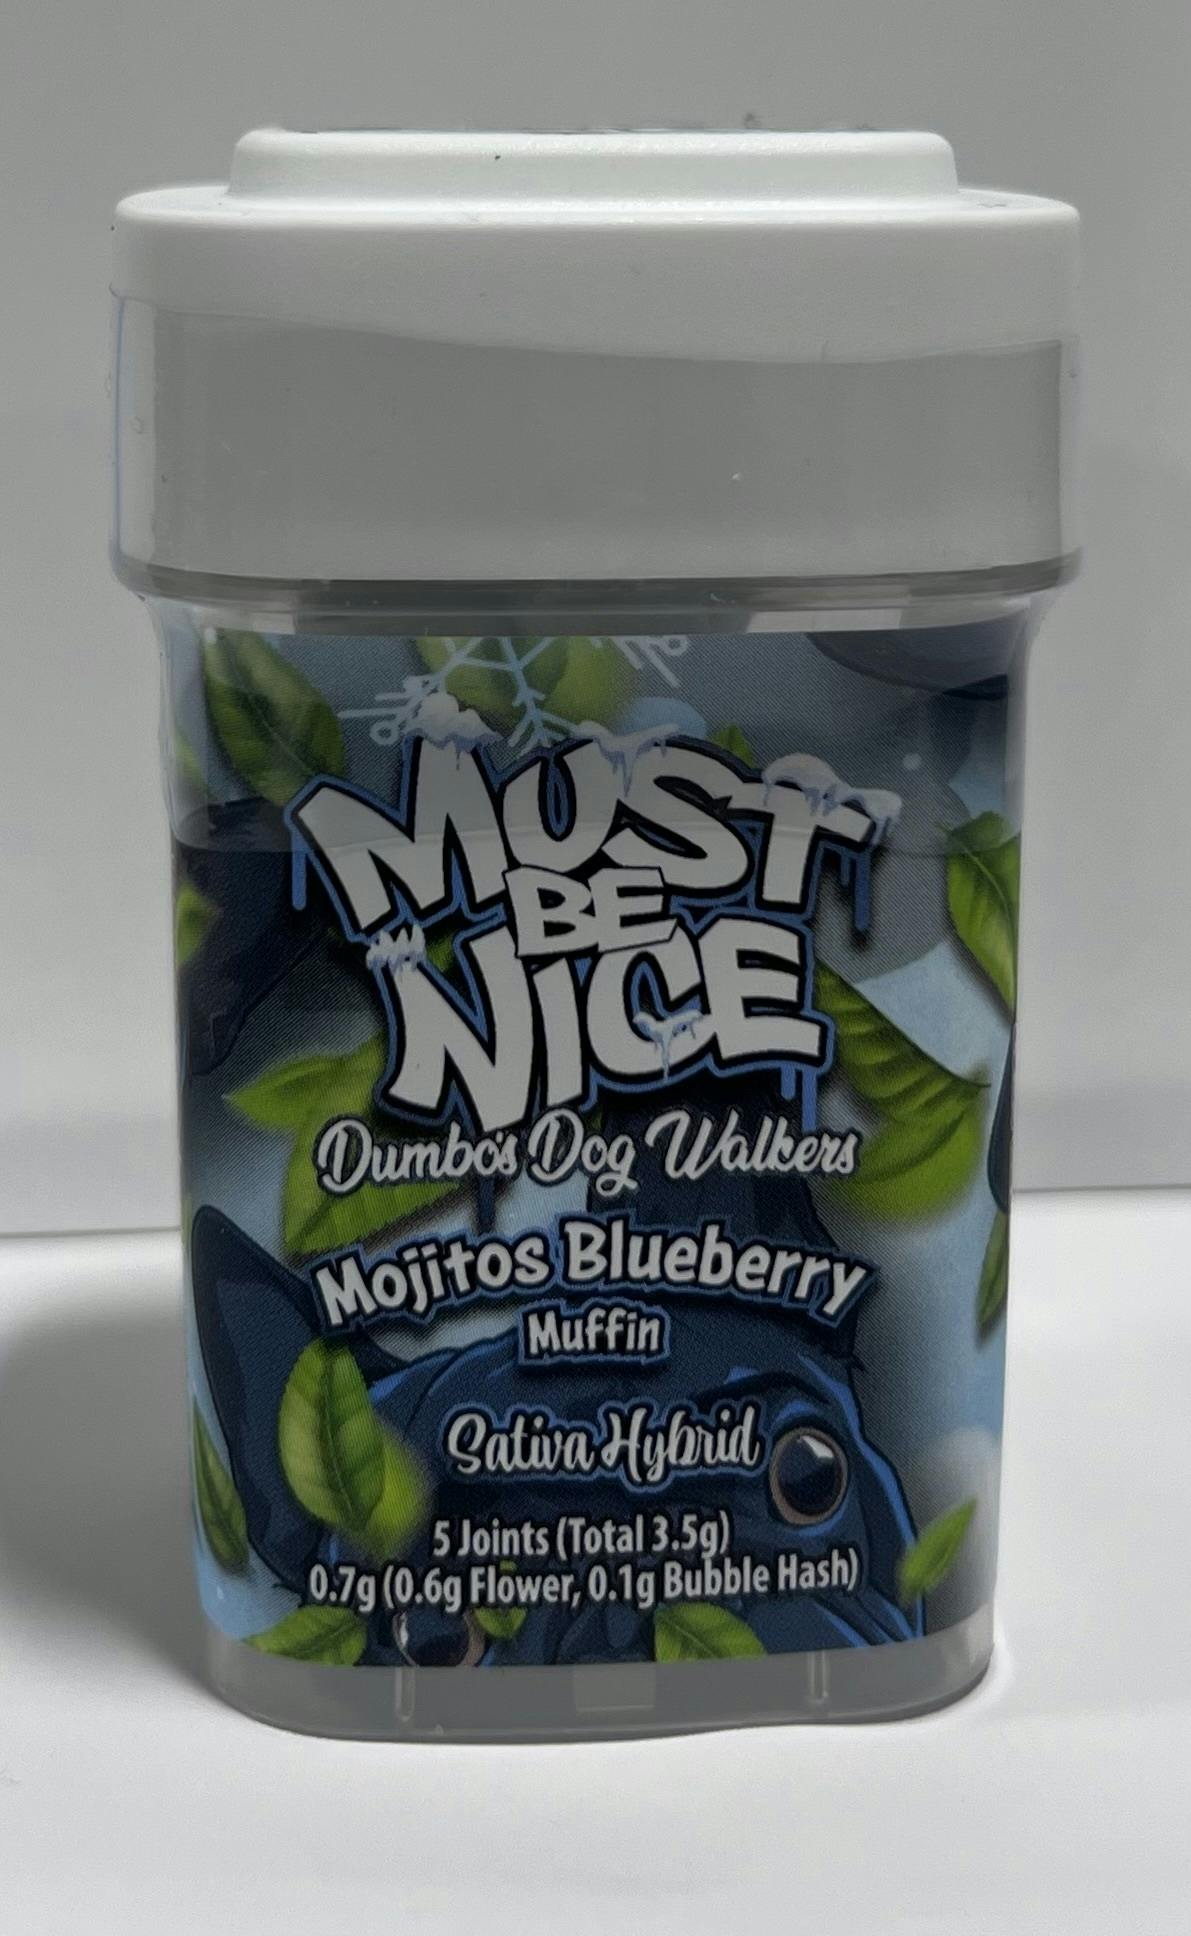 MUST
BE
NICE
Dumbo's Dog Walkers
Mojitos Blueberry
Muffin
Sativa Hybrid
5 Joints (Total 3.5g)
0.7g (0.6g Flower, 0.1g Bubble Hash)